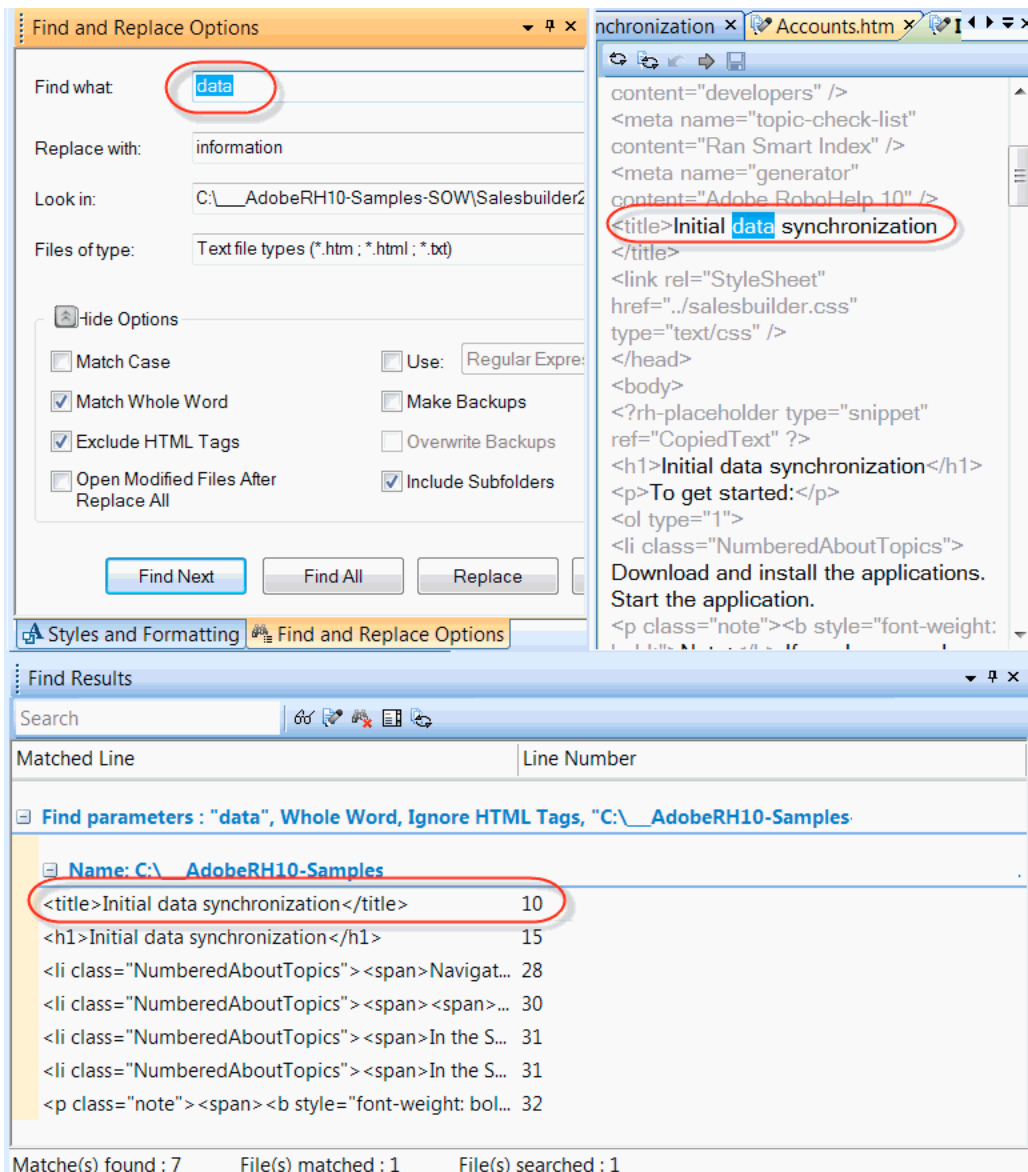 Find and Replace Options
Find what:
data
Replace with:
information
Look in:
C:\___AdobeRH10-Samples-SOW\Salesbuilder2
Files of type:
Text file types (*.htm ; *.html ; *.txt)
Hide Options
Match Case
Use:
Regular Expres
Match Whole Word
Make Backups
Exclude HTML Tags
Overwrite Backups
Open Modified Files After
Replace All
Include Subfolders
Find Next
Find All
Replace
Styles and Formatting
Find and Replace Options
nchronization
Accounts.htm
content="developers" />
<meta name="topic-check-list"
content="Ran Smart Index" />
<meta name="generator"
content="Adobe RoboHelp 10" />
<title>Initial data synchronization
</title>
<link rel="StyleSheet"
href="../salesbuilder.css"
type="text/css" />
</head>
<body>
<?rh-placeholder type="snippet"
ref="CopiedText" ?>
<h1>Initial data synchronization</h1>
<p>To get started:</p>
<ol type="1">
<li class="NumberedAboutTopics">
Download and install the applications.
Start the application.
<p class="note"><b style="font-weight:
Find Results
Search
Matched Line
Line Number
Find parameters : "data", Whole Word, Ignore HTML Tags, "C:\___AdobeRH10-Samples-
Name: C:\___AdobeRH10-Samples
<title>Initial data synchronization</title> 10
<h1>Initial data synchronization</h1> 15
<li class="NumberedAboutTopics"><span>Navigat... 28
<li class="NumberedAboutTopics"><span><span>... 30
<li class="NumberedAboutTopics"><span>In the S... 31
<li class="NumberedAboutTopics"><span>In the S... 31
<p class="note"><span><b style="font-weight: bol... 32
Matche(s) found : 7 File(s) matched : 1 File(s) searched : 1